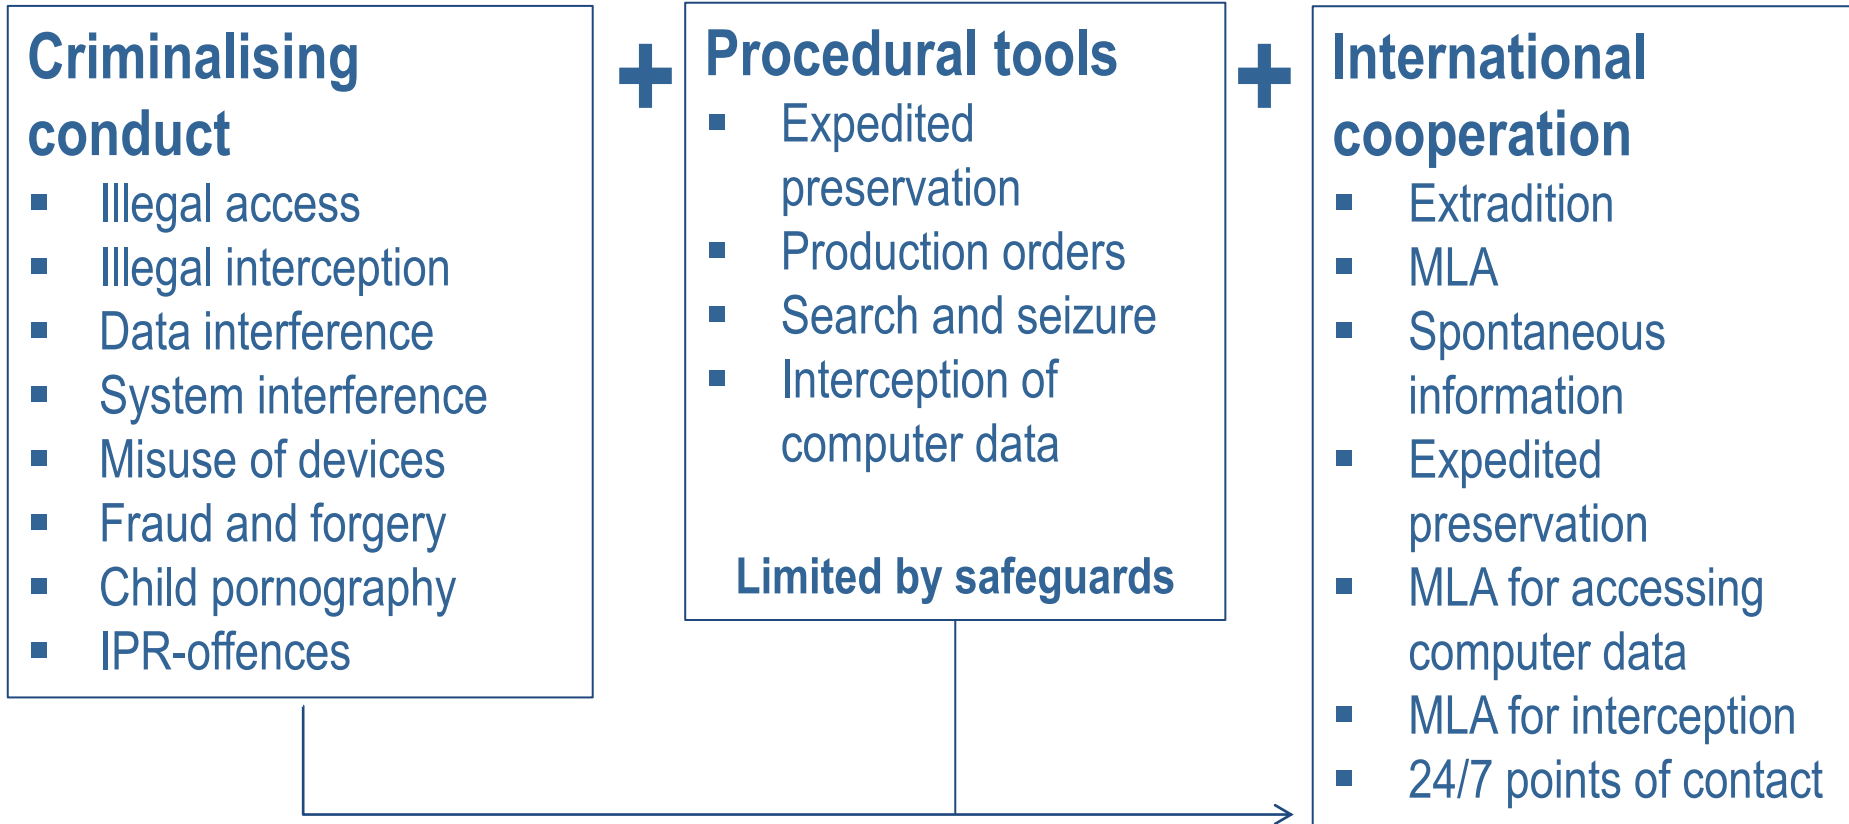 Criminalising
conduct
▪ Illegal access
▪ Illegal interception
▪ Data interference
▪ System interference
▪ Misuse of devices
▪ Fraud and forgery
▪ Child pornography
▪ IPR-offences
+
Procedural tools
▪ Expedited
preservation
▪ Production orders
▪ Search and seizure
▪ Interception of
computer data
Limited by safeguards
+
International
cooperation
▪ Extradition
▪ MLA
▪ Spontaneous
information
▪ Expedited
preservation
▪ MLA for accessing
computer data
▪ MLA for interception
▪ 24/7 points of contact